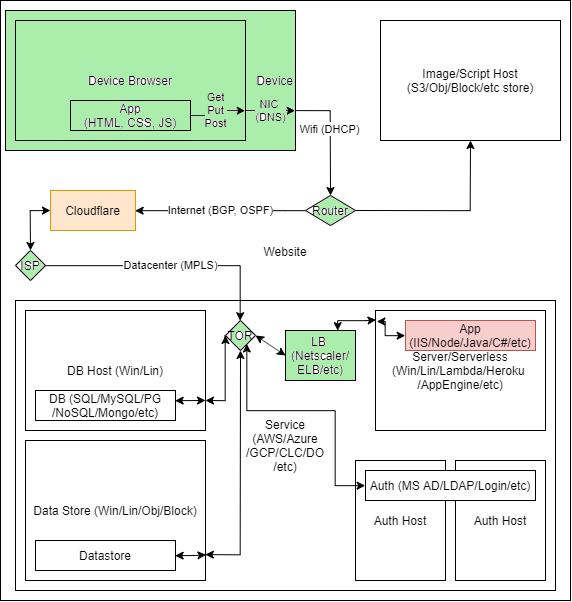 Device Browser
Device
App
(HTML, CSS, JS)
Get
Put
Post
NIC
(DNS)
Wifi (DHCP)
Image/Script Host
(S3/Obj/Block/etc store)
Cloudflare
Internet (BGP, OSPF)
Router
Website
ISP
Datacenter (MPLS)
TOR
LB
(Netscaler/
ELB/etc)
App
(IIS/Node/Java/C#/etc)
Server/Serverless
(Win/Lin/Lambda/Heroku
/AppEngine/etc)
DB Host (Win/Lin)
DB (SQL/MySQL/PG
/NoSQL/Mongo/etc)
Service
(AWS/Azure
/GCP/CLC/DO
/etc)
Data Store (Win/Lin/Obj/Block)
Datastore
Auth (MS AD/LDAP/Login/etc)
Auth Host
Auth Host